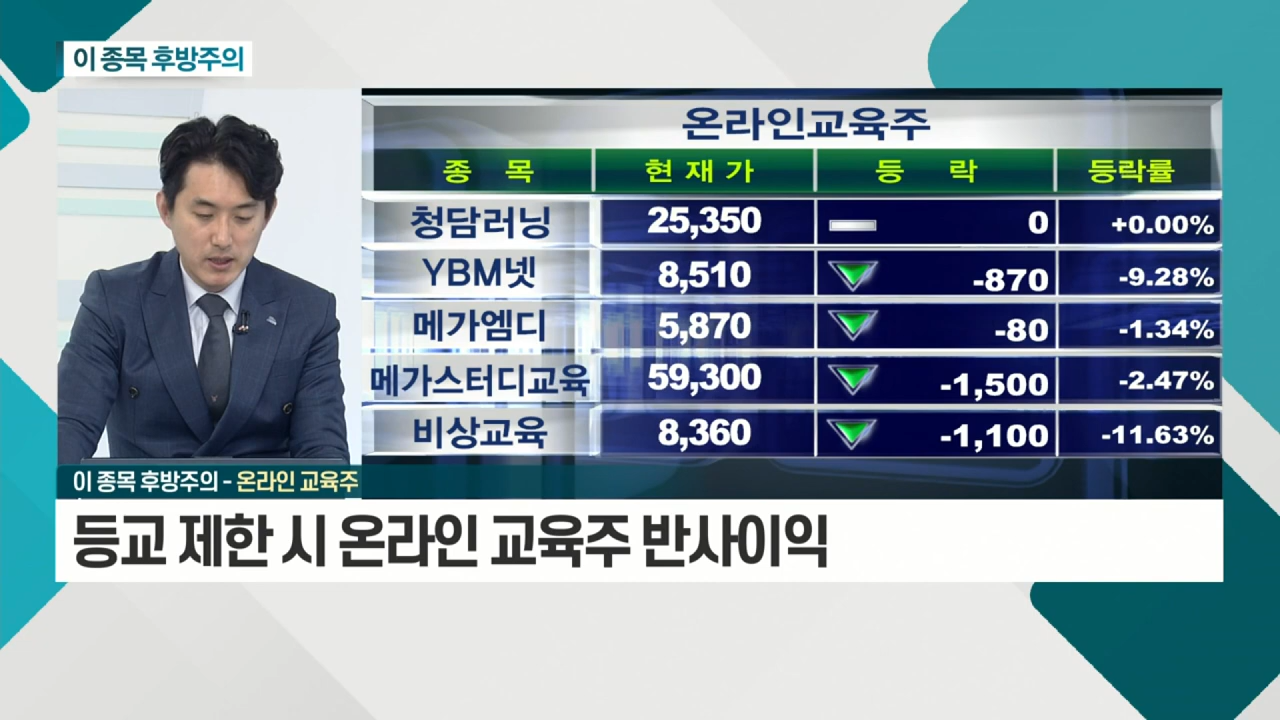 이 종목 후방주의
온라인교육주
종 목 현 재 가 등 락 등락률
청담러닝 25,350 0 +0.00%
YBM넷 8,510 -870 -9.28%
메가엠디 5,870 -80 -1.34%
메가스터디교육 59,300 -1,500 -2.47%
비상교육 8,360 -1,100 -11.63%
이 종목 후방주의 - 온라인 교육주
등교 제한 시 온라인 교육주 반사이익